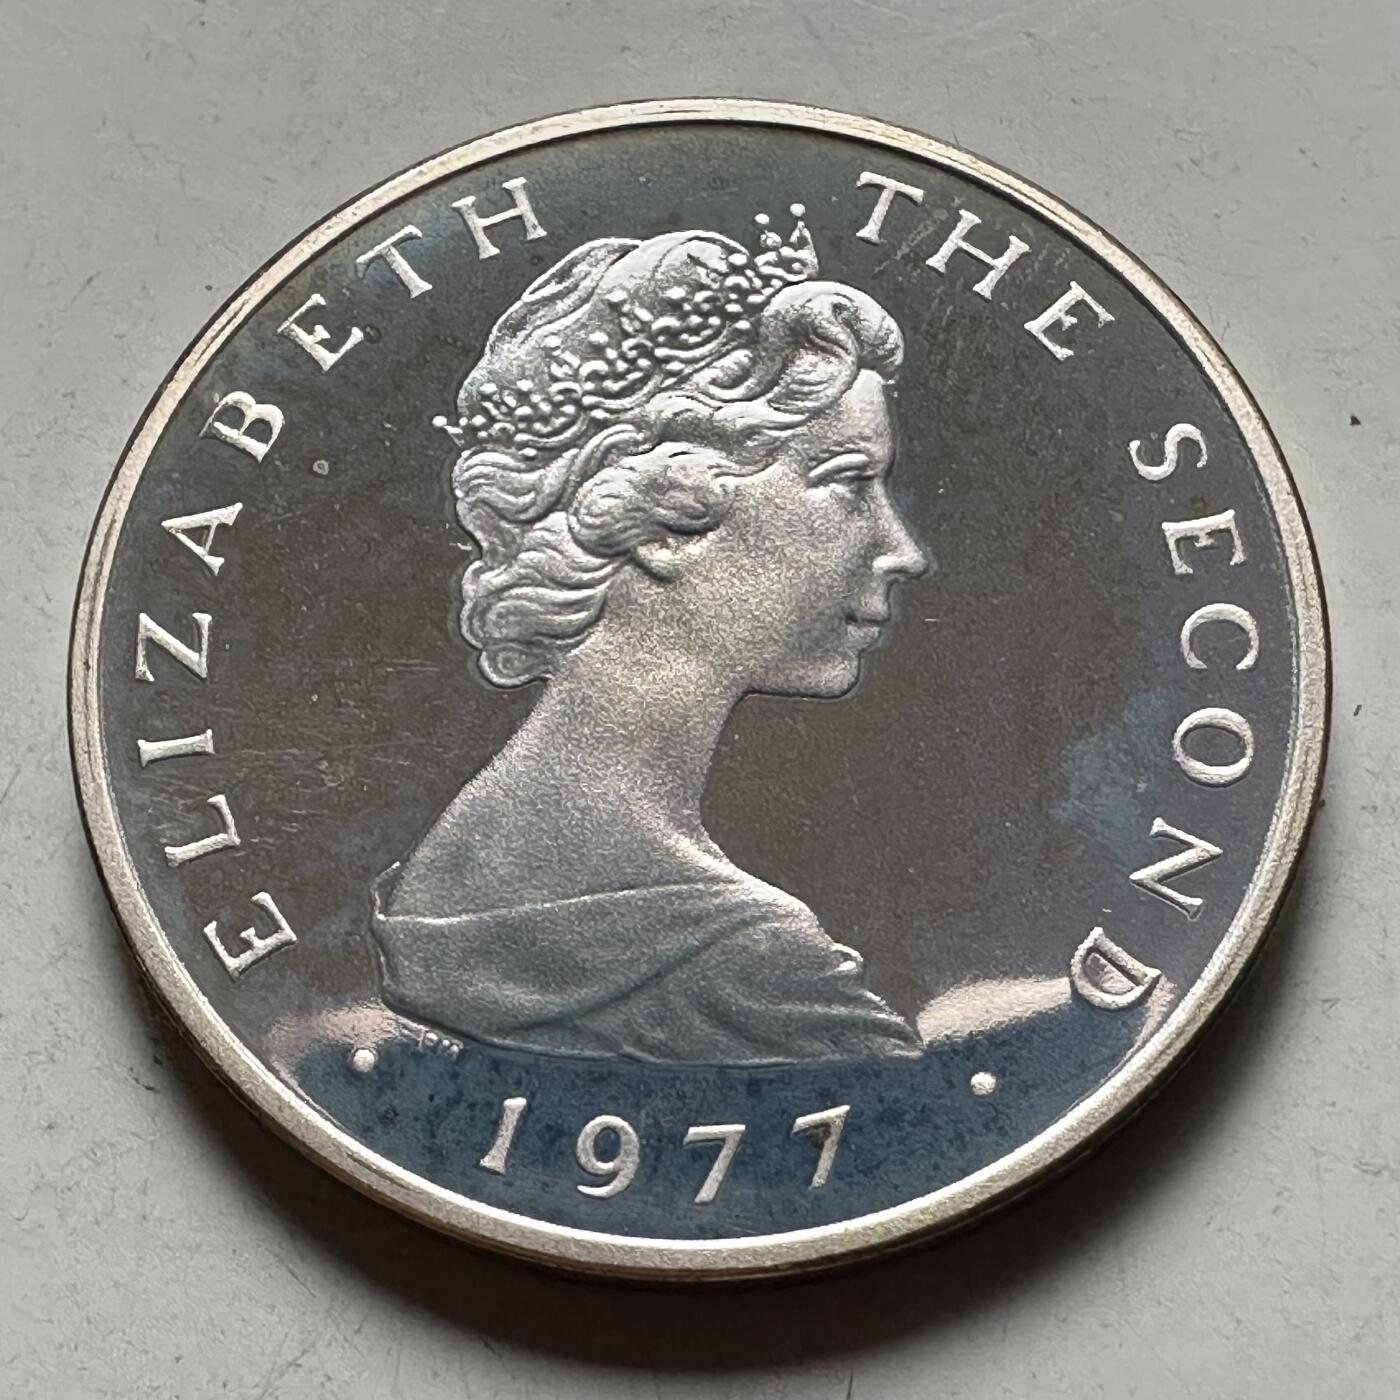 ELIZABETH THE SECOND
• 1977 •